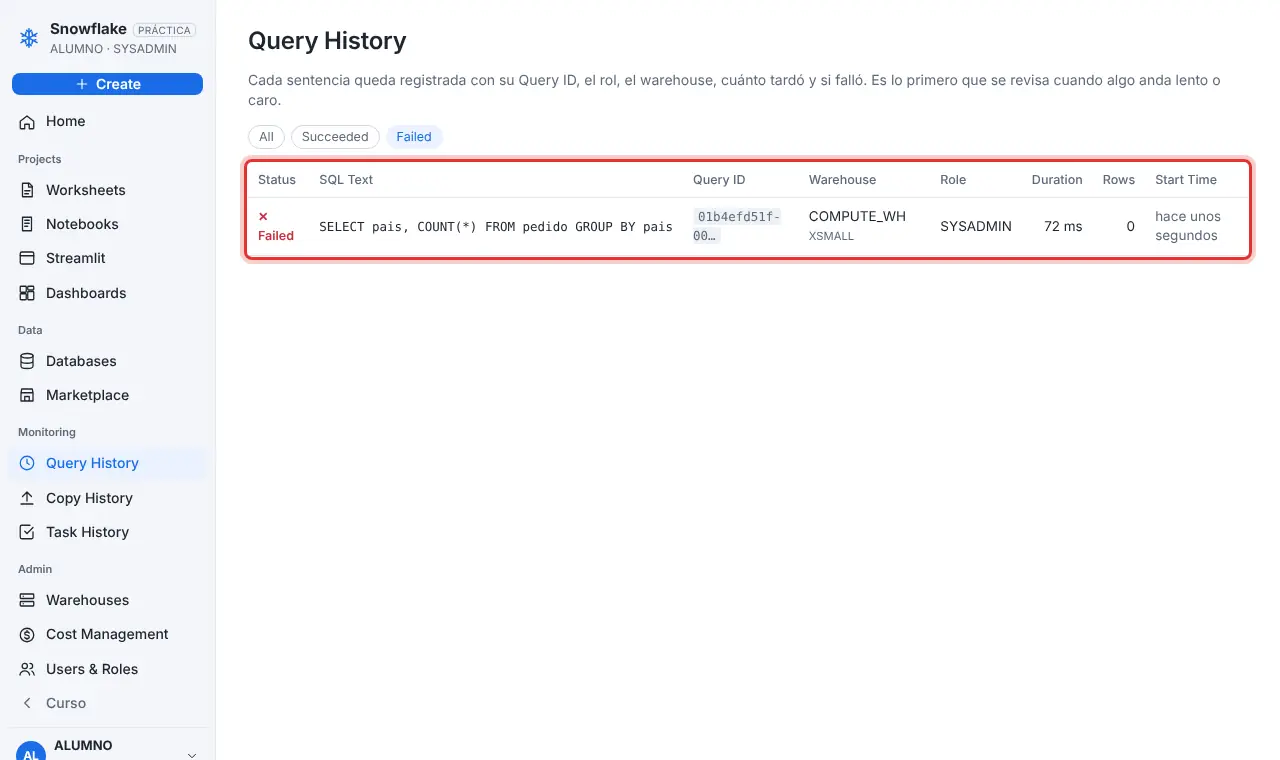 Snowflake PRÁCTICA
ALUMNO · SYSADMIN
+ Create
Home
Projects
Worksheets
Notebooks
Streamlit
Dashboards
Data
Databases
Marketplace
Monitoring
Query History
Copy History
Task History
Admin
Warehouses
Cost Management
Users & Roles
Curso
AL
ALUMNO
Query History
Cada sentencia queda registrada con su Query ID, el rol, el warehouse, cuánto tardó y si falló. Es lo primero que se revisa cuando algo anda lento o
caro.
All Succeeded Failed
Status SQL Text Query ID Warehouse Role Duration Rows Start Time
× Failed SELECT pais, COUNT(*) FROM pedido GROUP BY pais 01b4efd51f-00… COMPUTE_WH XSMALL SYSADMIN 72 ms 0 hace unos segundos